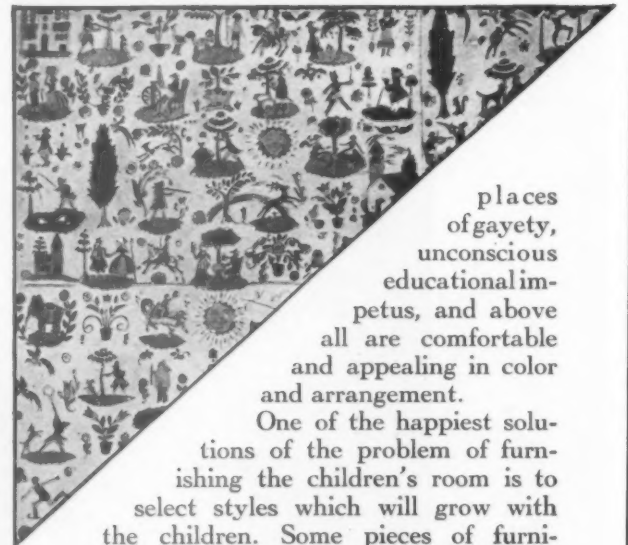 places
of gayety,
unconscious
educational im-
petus, and above
all are comfortable
and appealing in color
and arrangement.
One of the happiest solu-
tions of the problem of furn-
ishing the children's room is to
select styles which will grow with
the children. Some pieces of furni-